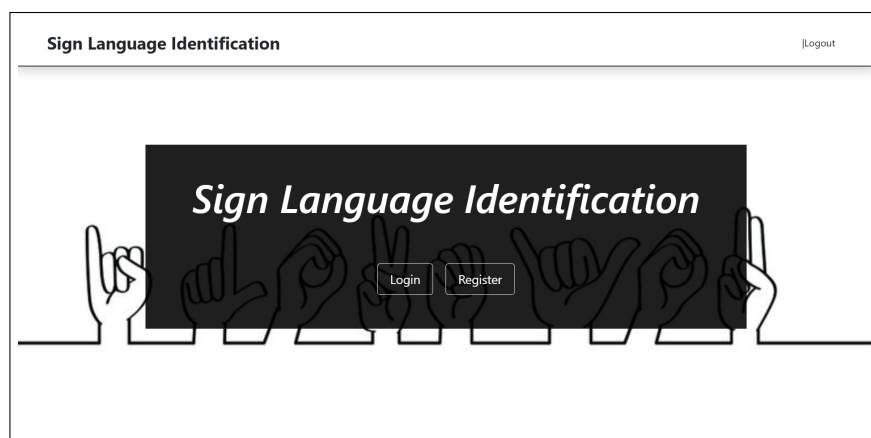 Sign Language Identification
|Logout
Sign Language Identification
Login
Register